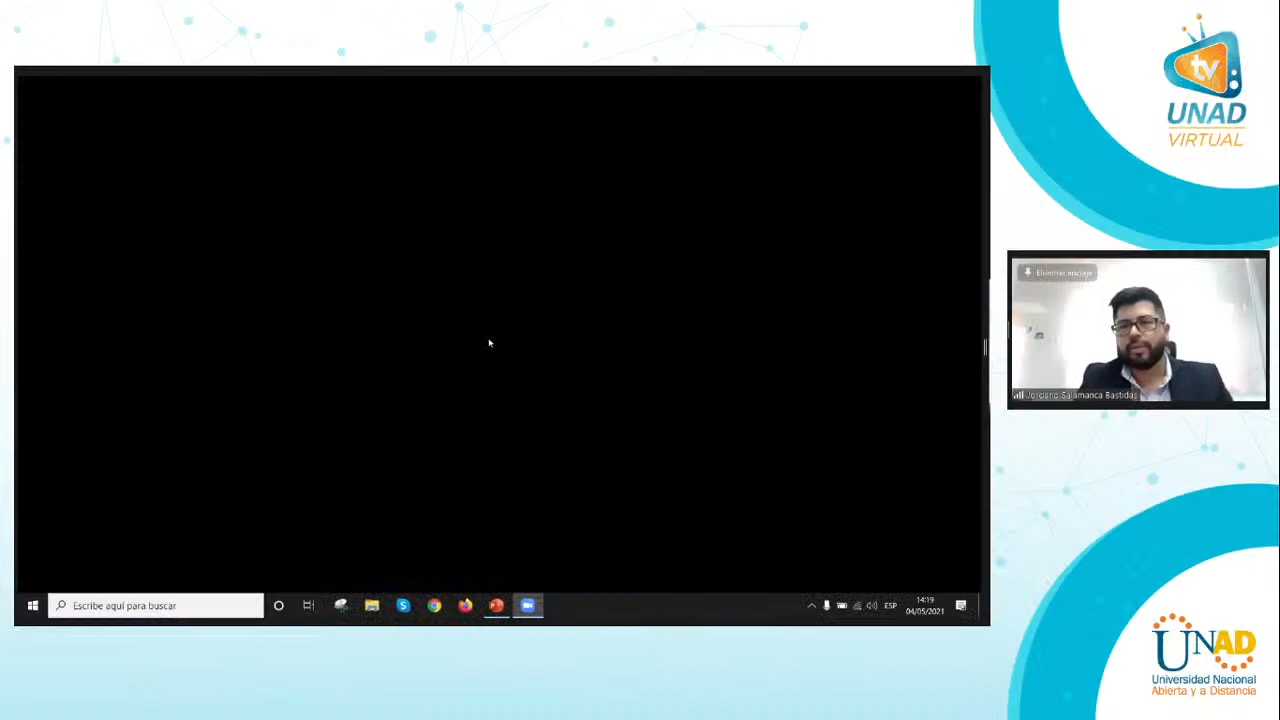 tv
UNAD
VIRTUAL
Eliminar anclaje
Salamanca Bastidas
Escribe aquí para buscar
ESP
14:19
04/05/2021
UNAD
Universidad Nacional
Abierta y a Distancia